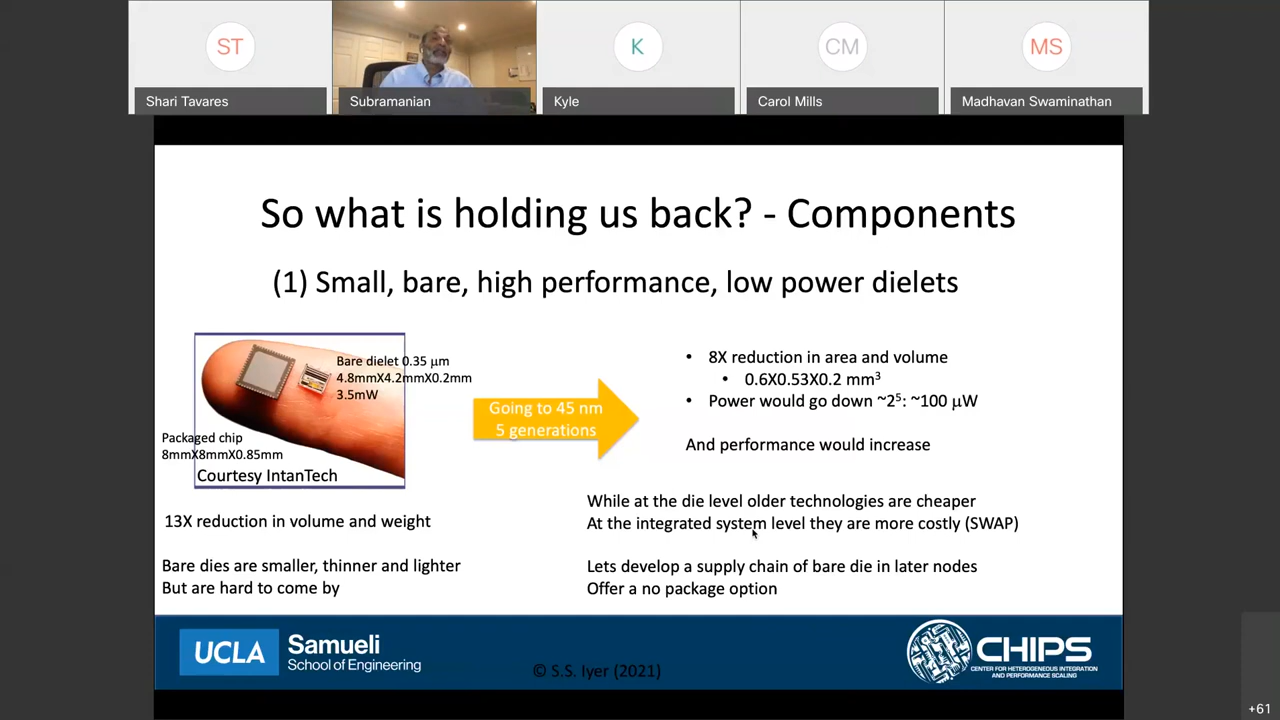 ST
K
CM
MS
Shari Tavares
Subramanian
Kyle
Carol Mills
Madhavan Swaminathan
So what is holding us back? - Components
(1) Small, bare, high performance, low power dielets
Bare dielet 0.35 μm
4.8mmX4.2mmX0.2mm
3.5mW
Packaged chip
8mmX8mmX0.85mm
Courtesy IntanTech
13X reduction in volume and weight
Bare dies are smaller, thinner and lighter
But are hard to come by
Going to 45 nm
5 generations
• 8X reduction in area and volume
• 0.6X0.53X0.2 mm³
• Power would go down ~2⁵: ~100 μW
And performance would increase
While at the die level older technologies are cheaper
At the integrated system level they are more costly (SWAP)
Lets develop a supply chain of bare die in later nodes
Offer a no package option
UCLA
Samueli
School of Engineering
© S.S. Iyer (2021)
CHIPS
CENTER FOR HETEROGENEOUS INTEGRATION
AND PERFORMANCE SCALING
+61